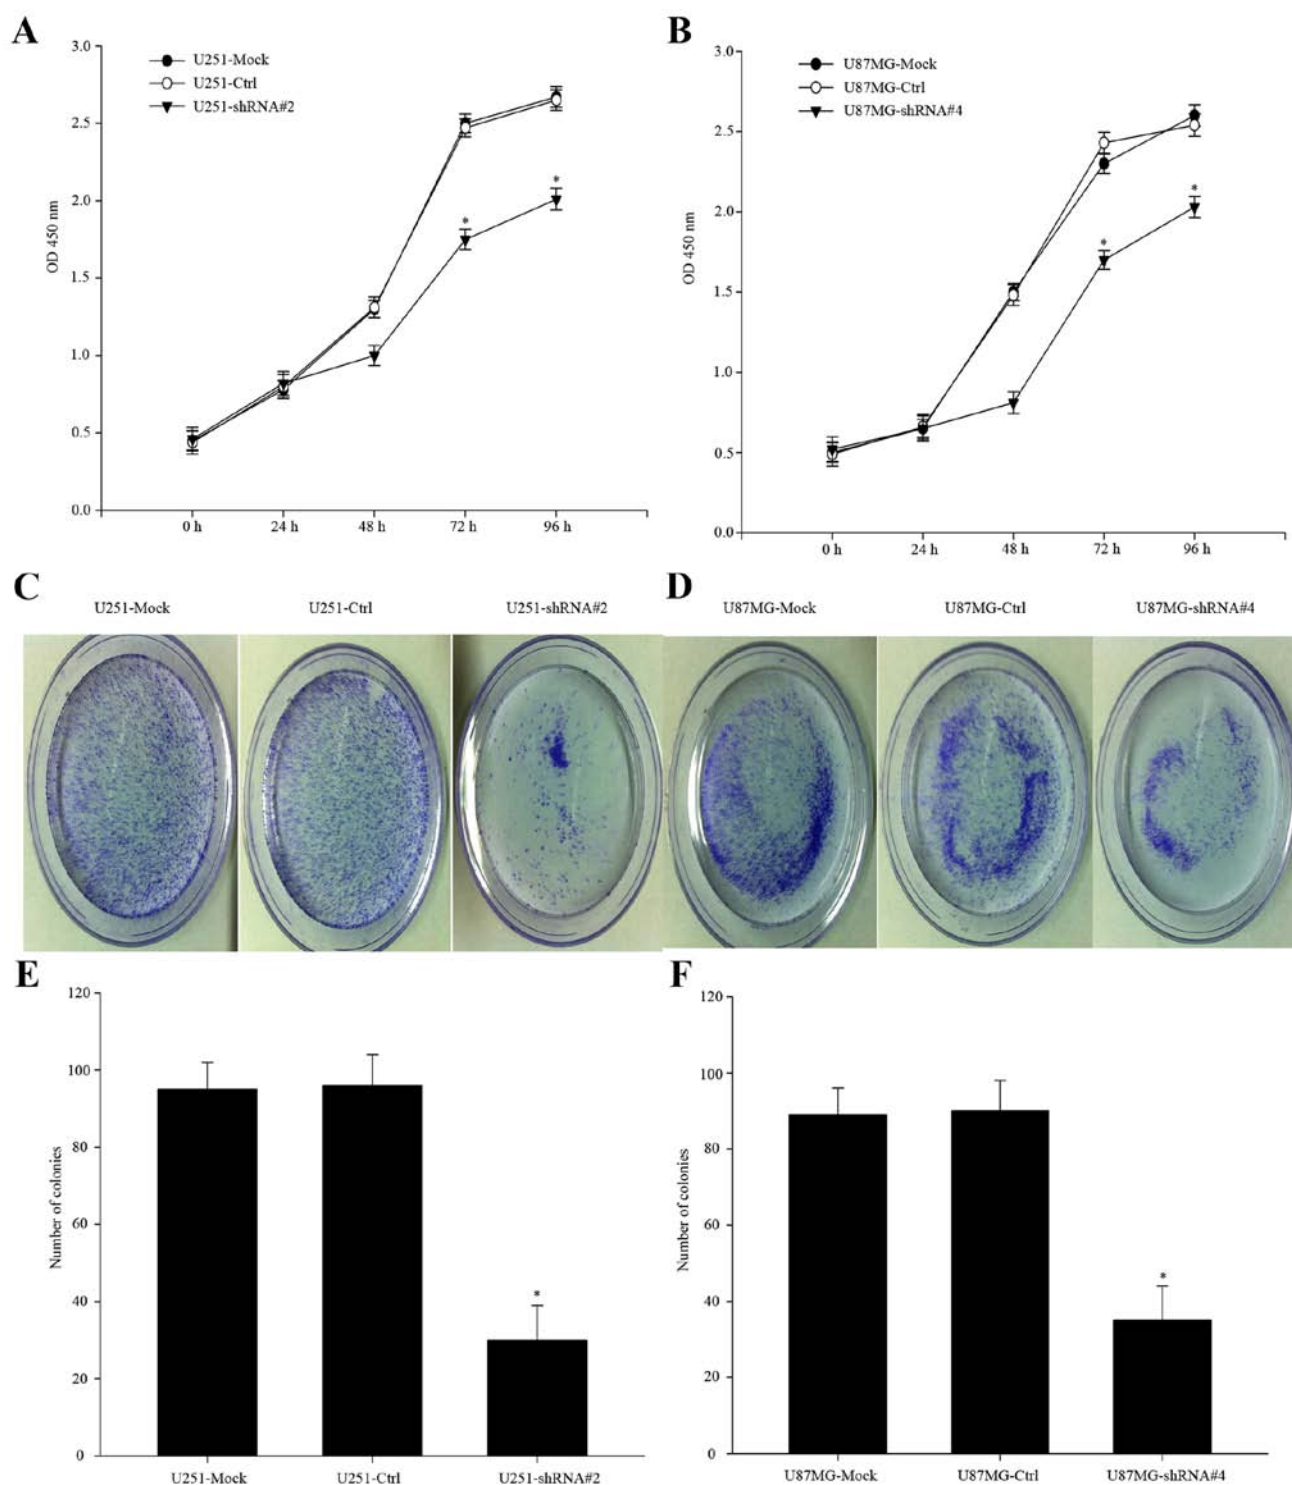 A
3.0
2.5
2.0
1.5
1.0
0.5
0.0
OD 450 nm
U251-Mock
U251-Ctrl
U251-shRNA#2
*
*
0 h
24 h
48 h
72 h
96 h
B
3.0
2.5
2.0
1.5
1.0
0.5
0.0
OD 450 nm
U87MG-Mock
U87MG-Ctrl
U87MG-shRNA#4
*
*
0 h
24 h
48 h
72 h
96 h
C
U251-Mock
U251-Ctrl
U251-shRNA#2
D
U87MG-Mock
U87MG-Ctrl
U87MG-shRNA#4
E
120
100
80
60
40
20
0
Number of colonies
*
U251-Mock
U251-Ctrl
U251-shRNA#2
F
120
100
80
60
40
20
0
Number of colonies
*
U87MG-Mock
U87MG-Ctrl
U87MG-shRNA#4